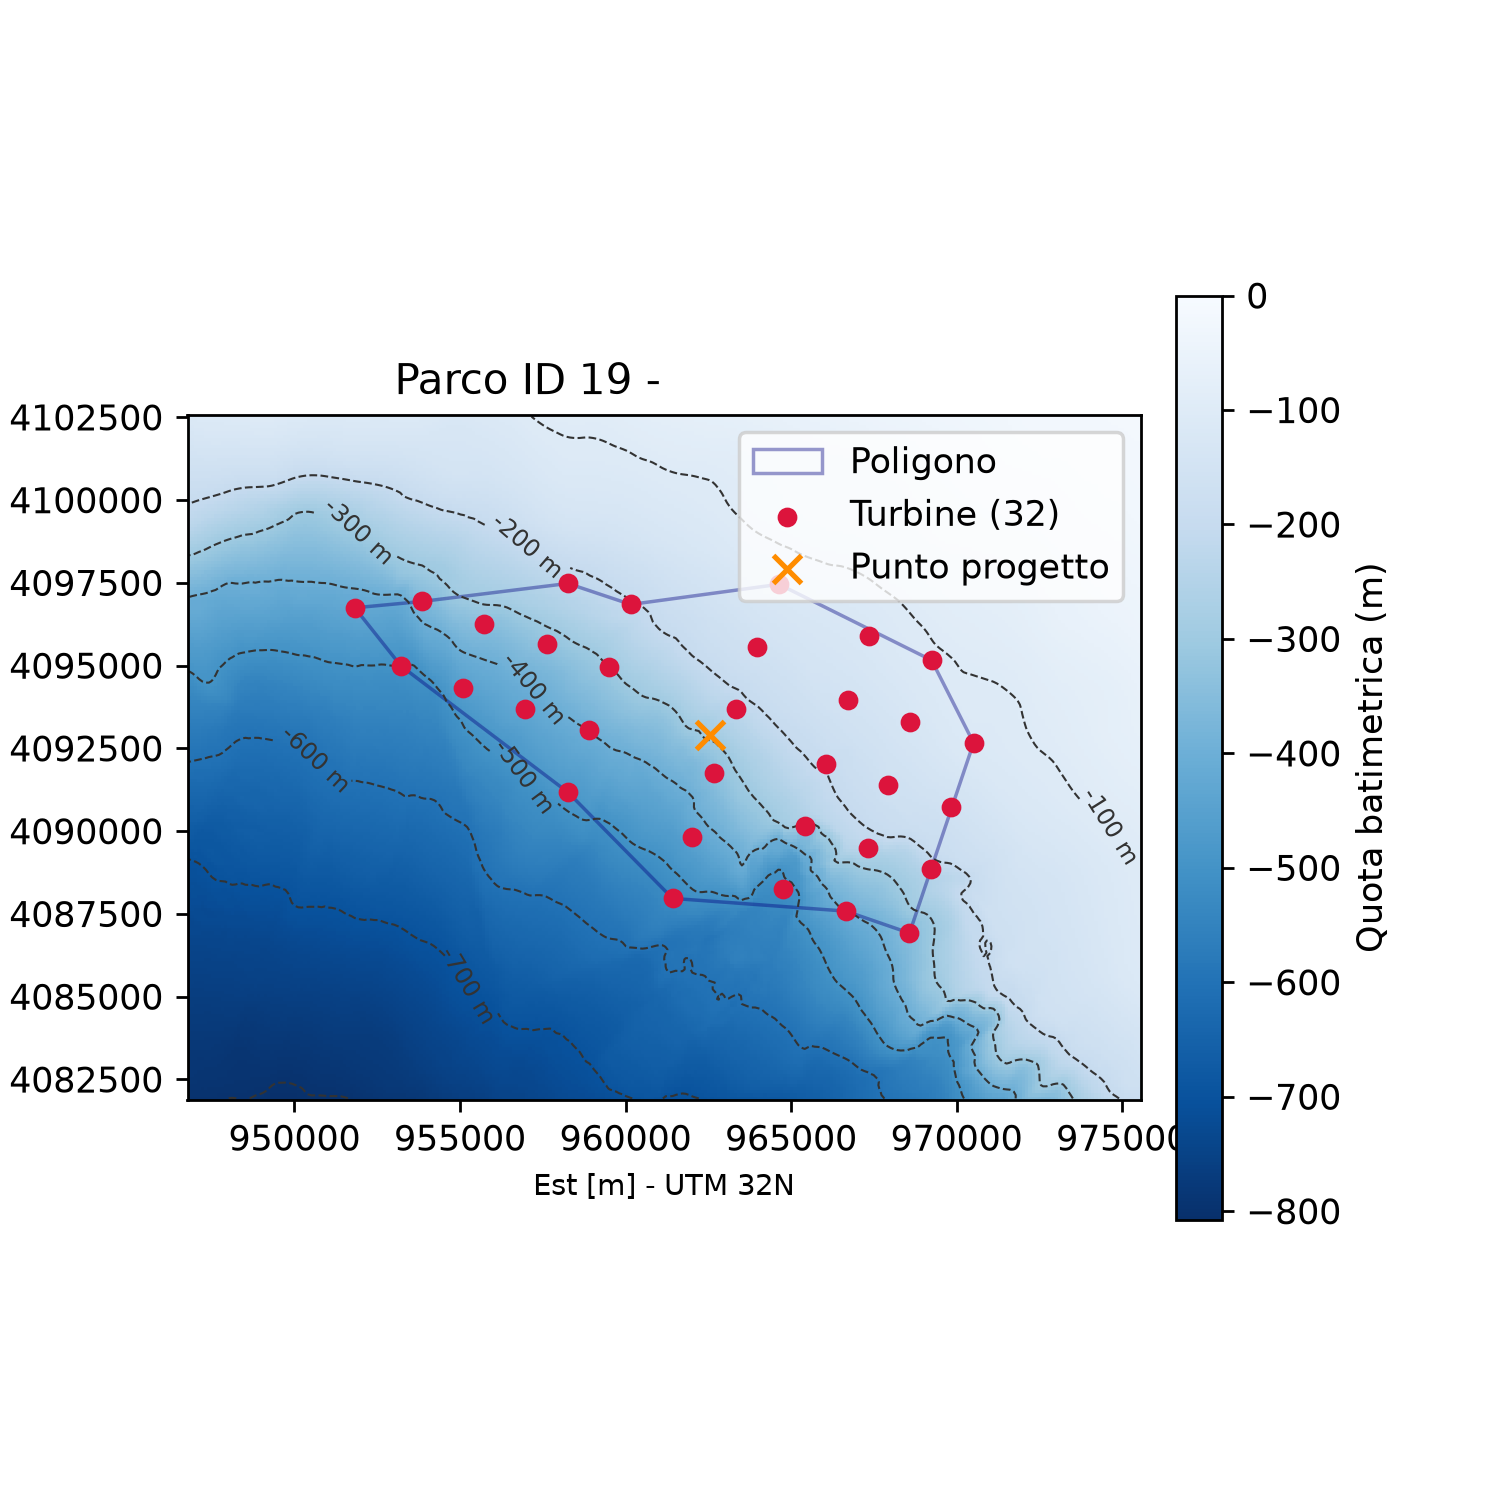 Parco ID 19 -
4102500
4100000
4097500
4095000
4092500
4090000
4087500
4085000
4082500
Poligono
Turbine (32)
Punto progetto
-300 m
-200 m
-400 m
-600 m
-500 m
-100 m
-700 m
950000
955000
960000
965000
970000
975000
Est [m] - UTM 32N
0
−100
−200
−300
−400
−500
−600
−700
−800
Quota batimetrica (m)